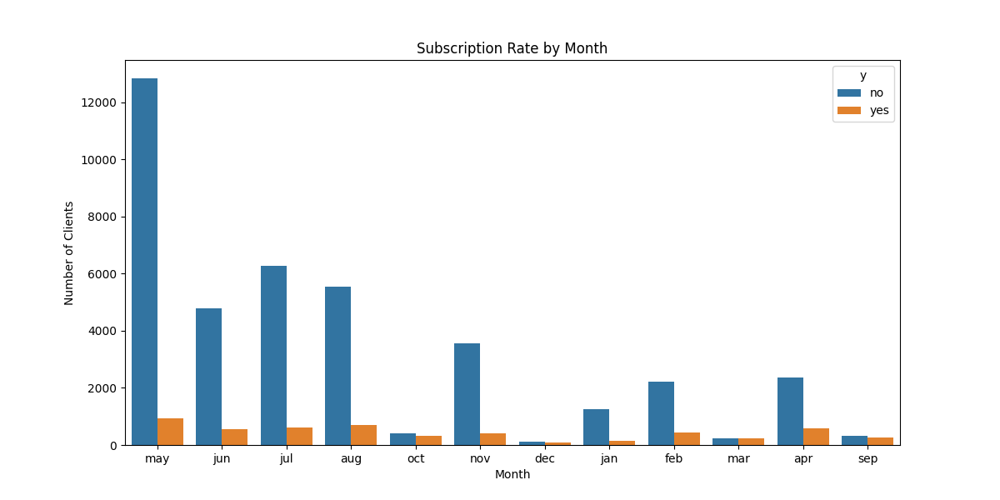 Subscription Rate by Month
y
no
yes
Number of Clients
12000
10000
8000
6000
4000
2000
0
may jun jul aug oct nov dec jan feb mar apr sep
Month